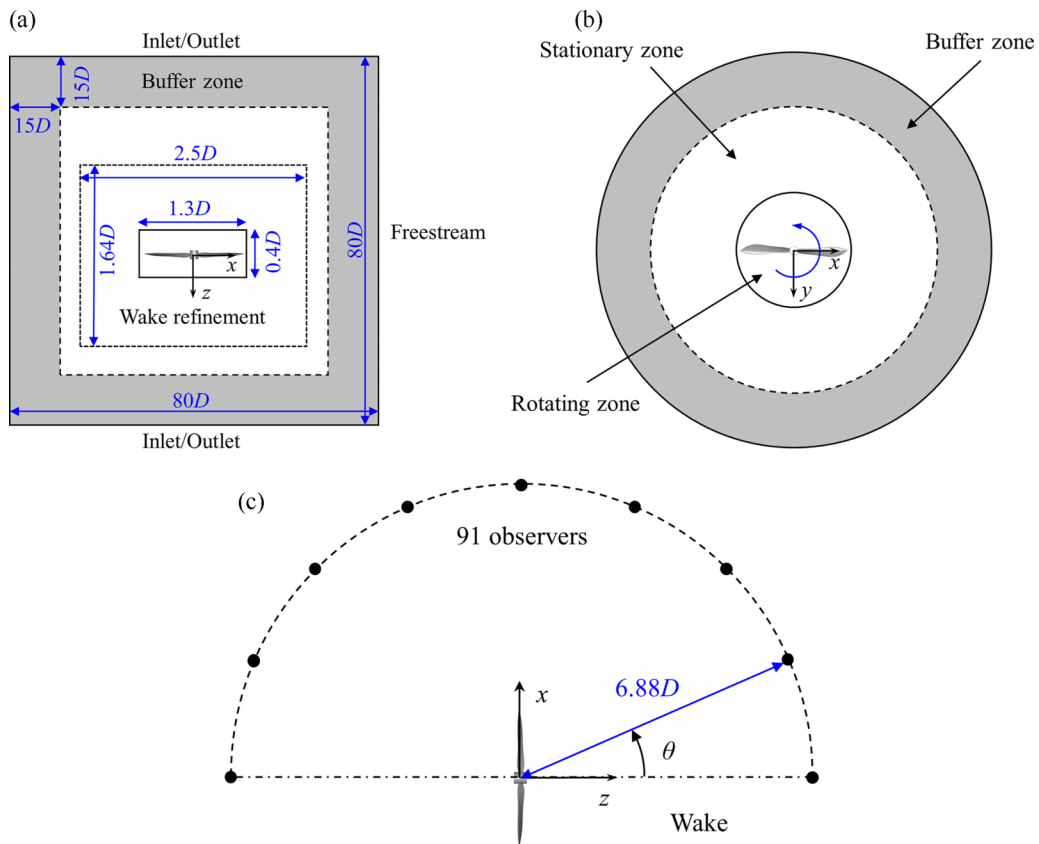 (a)
Inlet/Outlet
Buffer zone
15D
15D
2.5D
1.3D
1.64D
0.4D
80D
x
z
Wake refinement
Freestream
80D
Inlet/Outlet
(b)
Stationary zone
Buffer zone
x
y
Rotating zone
(c)
91 observers
6.88D
x
θ
z
Wake